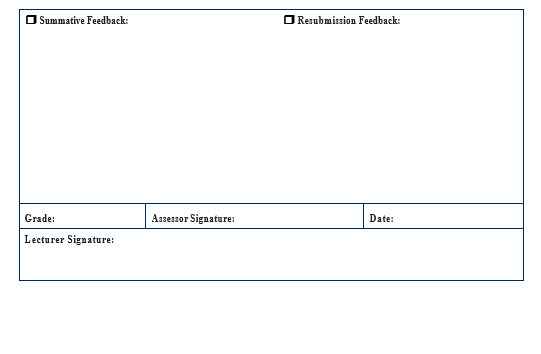 ❒ Summative Feedback: ❒ Resubmission Feedback:
Grade: Assessor Signature: Date:
Lecturer Signature: